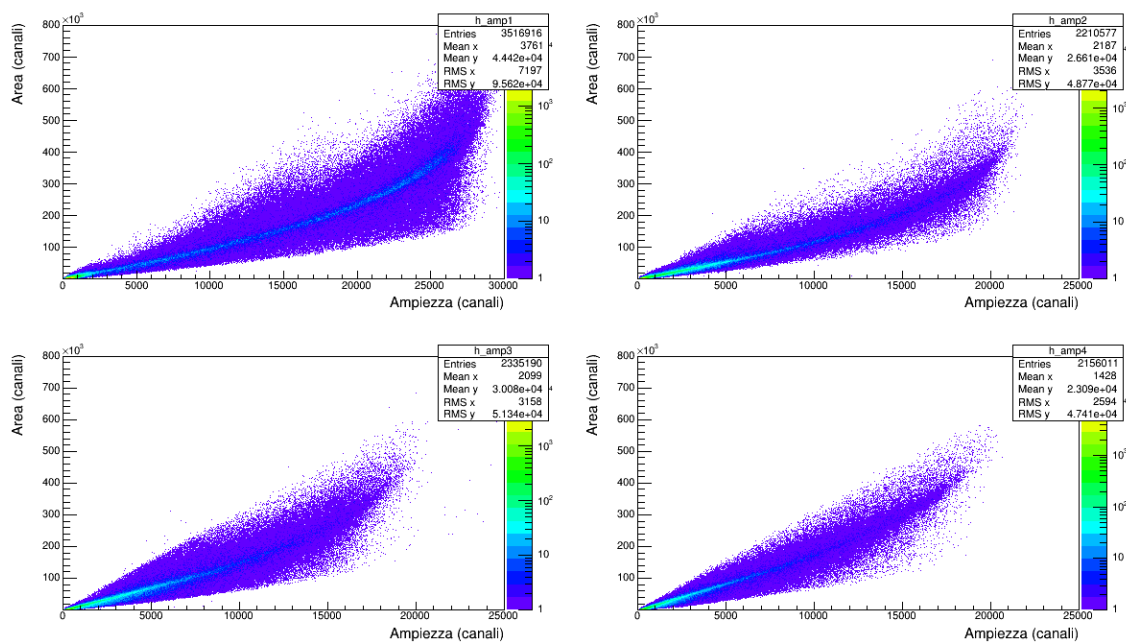 h_amp1
Entries 3516916
Mean x 3761
Mean y 4.442e+04
RMS x 7197
RMS y 9.562e+04
×10³
Area (canali)
800
700
600
500
400
300
200
100
0 5000 10000 15000 20000 25000 30000
Ampiezza (canali)
4
10³
10²
10
1
h_amp2
Entries 2210577
Mean x 2187
Mean y 2.661e+04
RMS x 3536
RMS y 4.877e+04
×10³
Area (canali)
800
700
600
500
400
300
200
100
0 5000 10000 15000 20000 25000
Ampiezza (canali)
4
10³
10²
10
1
h_amp3
Entries 2335190
Mean x 2099
Mean y 3.008e+04
RMS x 3158
RMS y 5.134e+04
×10³
Area (canali)
800
700
600
500
400
300
200
100
0 5000 10000 15000 20000 25000
Ampiezza (canali)
4
10³
10²
10
1
h_amp4
Entries 2156011
Mean x 1428
Mean y 2.309e+04
RMS x 2594
RMS y 4.741e+04
×10³
Area (canali)
800
700
600
500
400
300
200
100
0 5000 10000 15000 20000 25000
Ampiezza (canali)
4
10³
10²
10
1